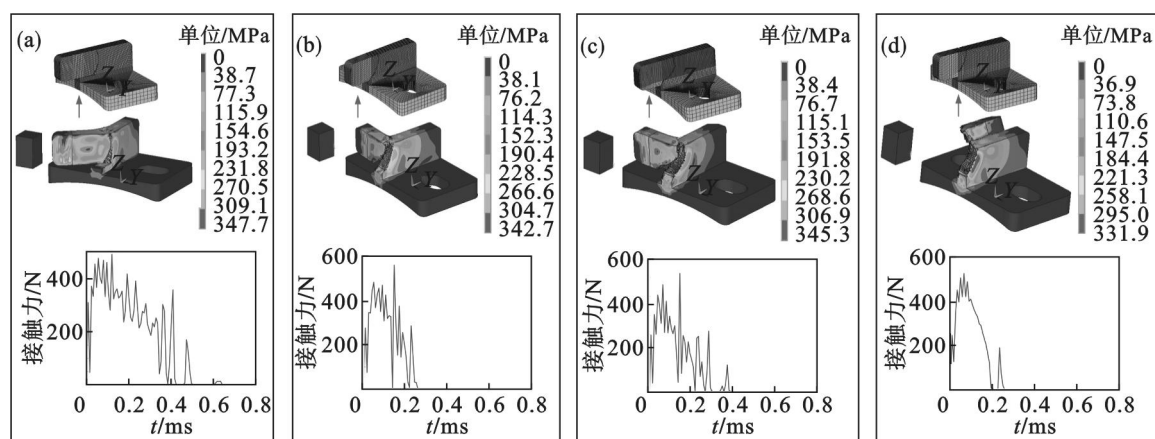 (a)
单位/MPa
0
38.7
77.3
115.9
154.6
193.2
231.8
270.5
309.1
347.7
Z
Y
Z
Y
接触力/N
400
200
0
0.2
0.4
0.6
0.8
t/ms
(b)
单位/MPa
0
38.1
76.2
114.3
152.3
190.4
228.5
266.6
304.7
342.7
Z
Y
Z
Y
接触力/N
600
400
200
0
0.2
0.4
0.6
0.8
t/ms
(c)
单位/MPa
0
38.4
76.7
115.1
153.5
191.8
230.2
268.6
306.9
345.3
Z
Y
Z
Y
接触力/N
600
400
200
0
0.2
0.4
0.6
0.8
t/ms
(d)
单位/MPa
0
36.9
73.8
110.6
147.5
184.4
221.3
258.1
295.0
331.9
Z
Y
Z
Y
接触力/N
600
400
200
0
0.2
0.4
0.6
0.8
t/ms